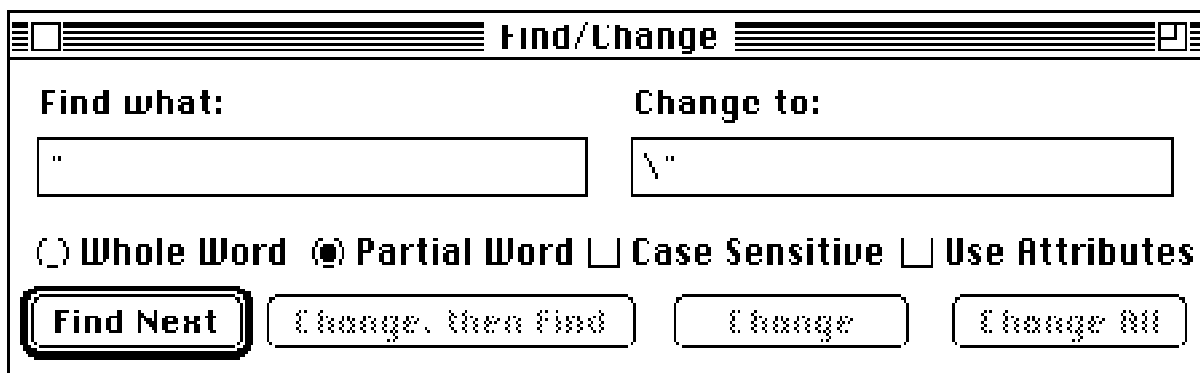 Find/Change
Find what: Change to:
" \"
Whole Word Partial Word Case Sensitive Use Attributes
Find Next Change, then Find Change Change All